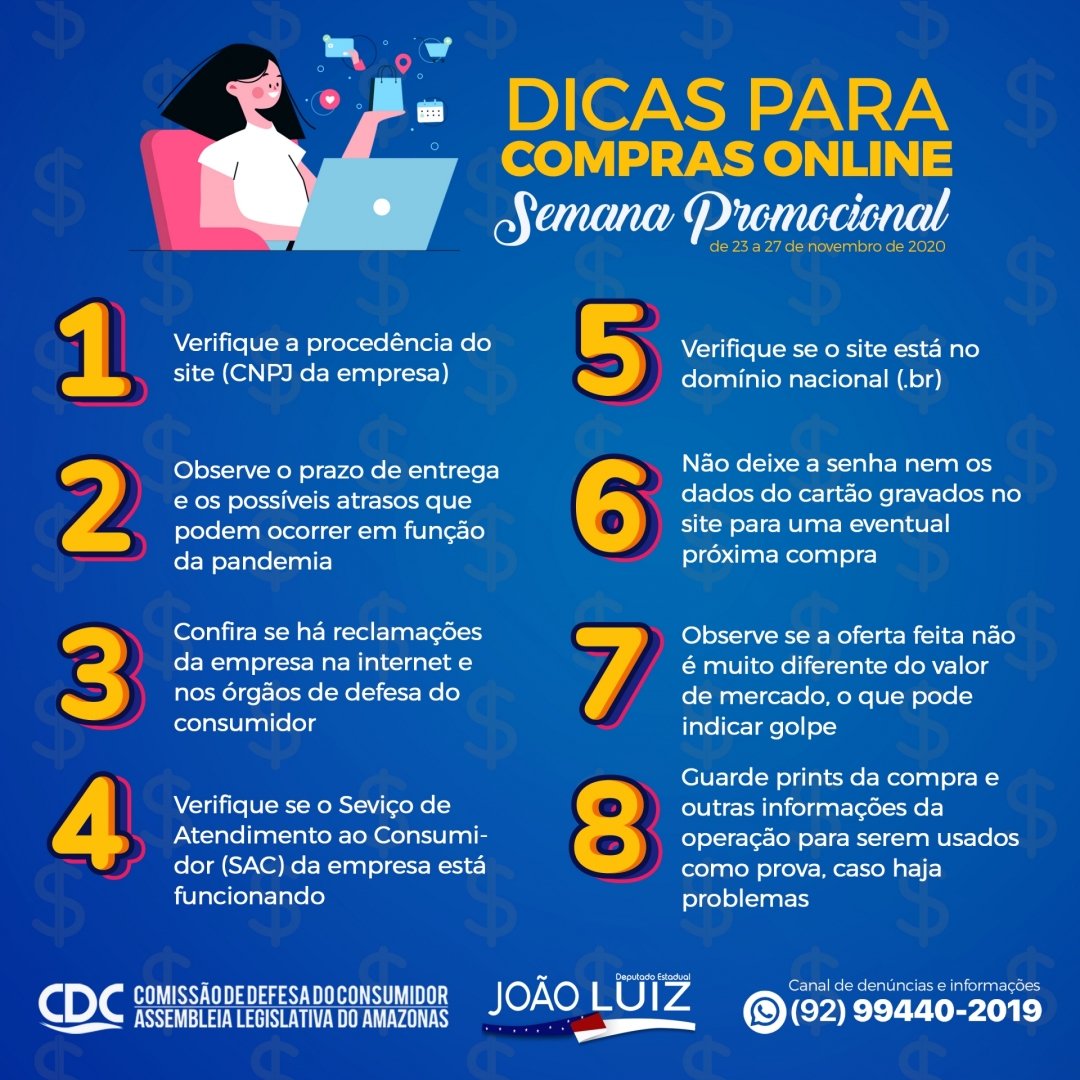 DICAS PARA
COMPRAS ONLINE
Semana Promocional
de 23 a 27 de novembro de 2020
1
Verifique a procedência do
site (CNPJ da empresa)
2
Observe o prazo de entrega
e os possíveis atrasos que
podem ocorrer em função
da pandemia
3
Confira se há reclamações
da empresa na internet e
nos órgãos de defesa do
consumidor
4
Verifique se o Seviço de
Atendimento ao Consumi-
dor (SAC) da empresa está
funcionando
5
Verifique se o site está no
domínio nacional (.br)
6
Não deixe a senha nem os
dados do cartão gravados no
site para uma eventual
próxima compra
7
Observe se a oferta feita não
é muito diferente do valor
de mercado, o que pode
indicar golpe
8
Guarde prints da compra e
outras informações da
operação para serem usados
como prova, caso haja
problemas
CDC COMISSÃO DE DEFESA DO CONSUMIDOR
ASSEMBLEIA LEGISLATIVA DO AMAZONAS
Deputado Estadual
JOÃO LUIZ
Canal de denúncias e informações
(92) 99440-2019